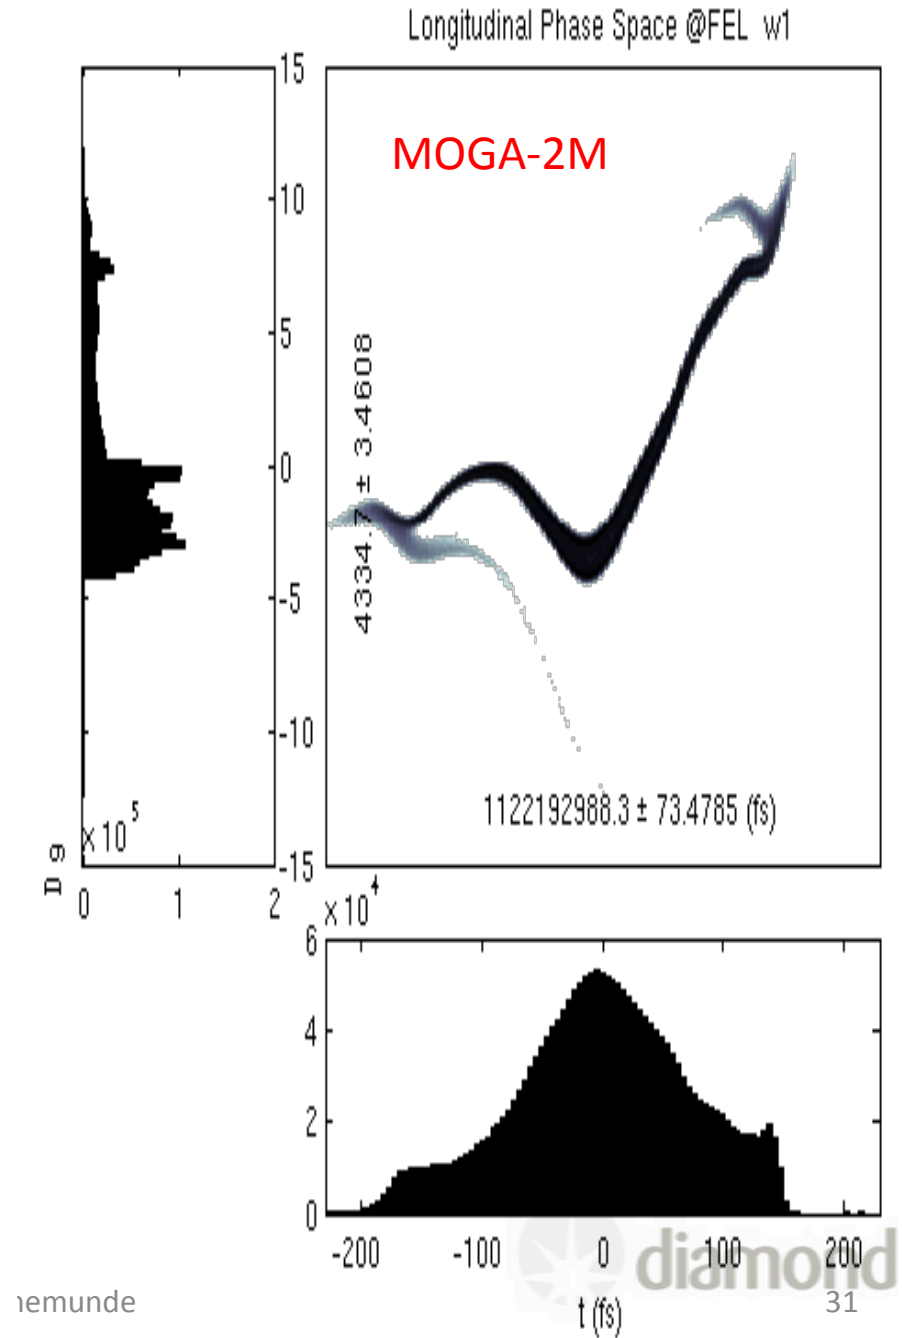 Longitudinal Phase Space @FEL w1
MOGA-2M
15
10
5
0
-5
-10
-15
4334.7 ± 3.4608
1122192988.3 ± 73.4785 (fs)
D g
x 10^5
0 1 2
x 10^4
6
4
2
0
-200 -100 0 100 200
t (fs)
diamond
nemunde
31